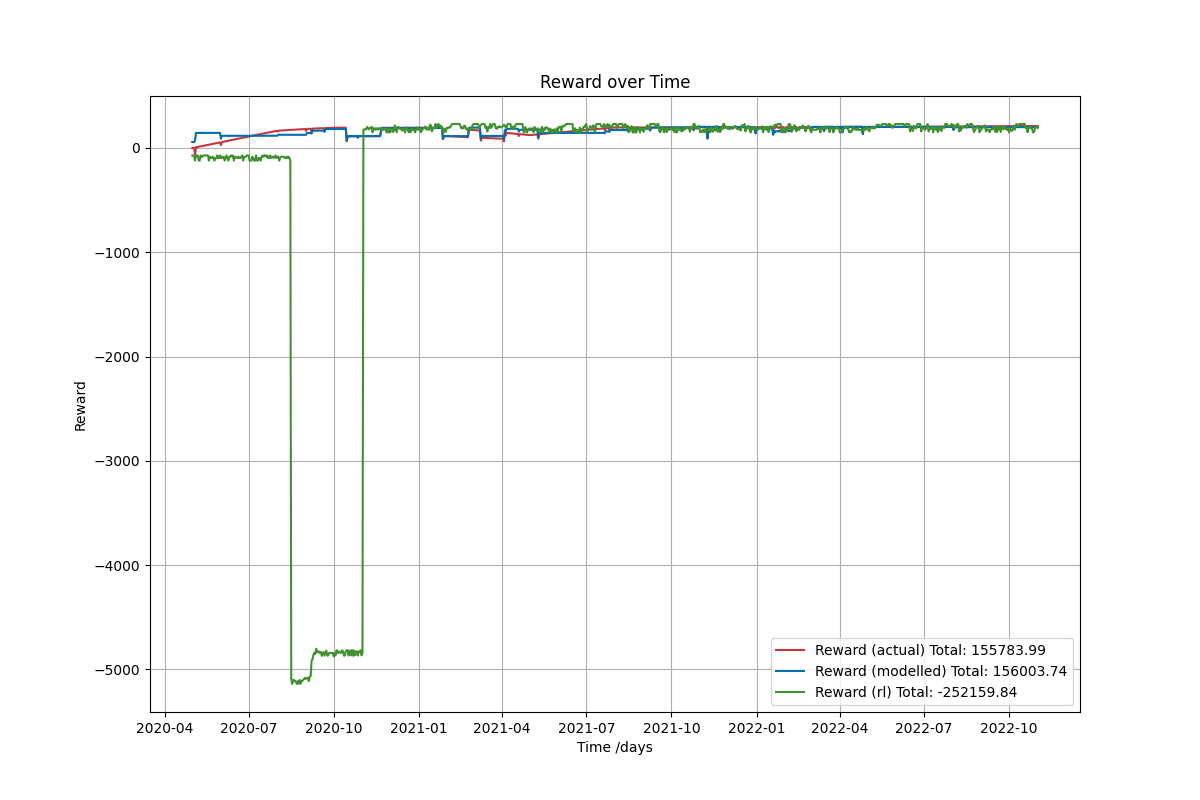 Reward over Time
Reward
0
−1000
−2000
−3000
−4000
−5000
Reward (actual) Total: 155783.99
Reward (modelled) Total: 156003.74
Reward (rl) Total: -252159.84
2020-04 2020-07 2020-10 2021-01 2021-04 2021-07 2021-10 2022-01 2022-04 2022-07 2022-10
Time /days